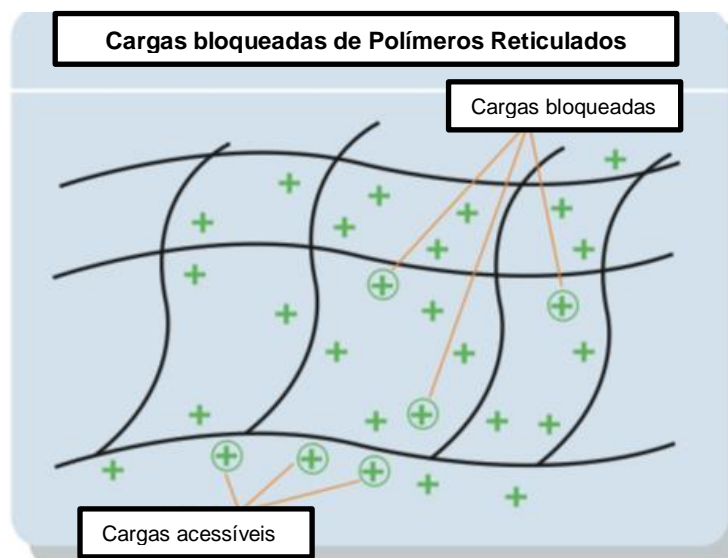 Cargas bloqueadas de Polímeros Reticulados
Cargas bloqueadas
Cargas acessíveis